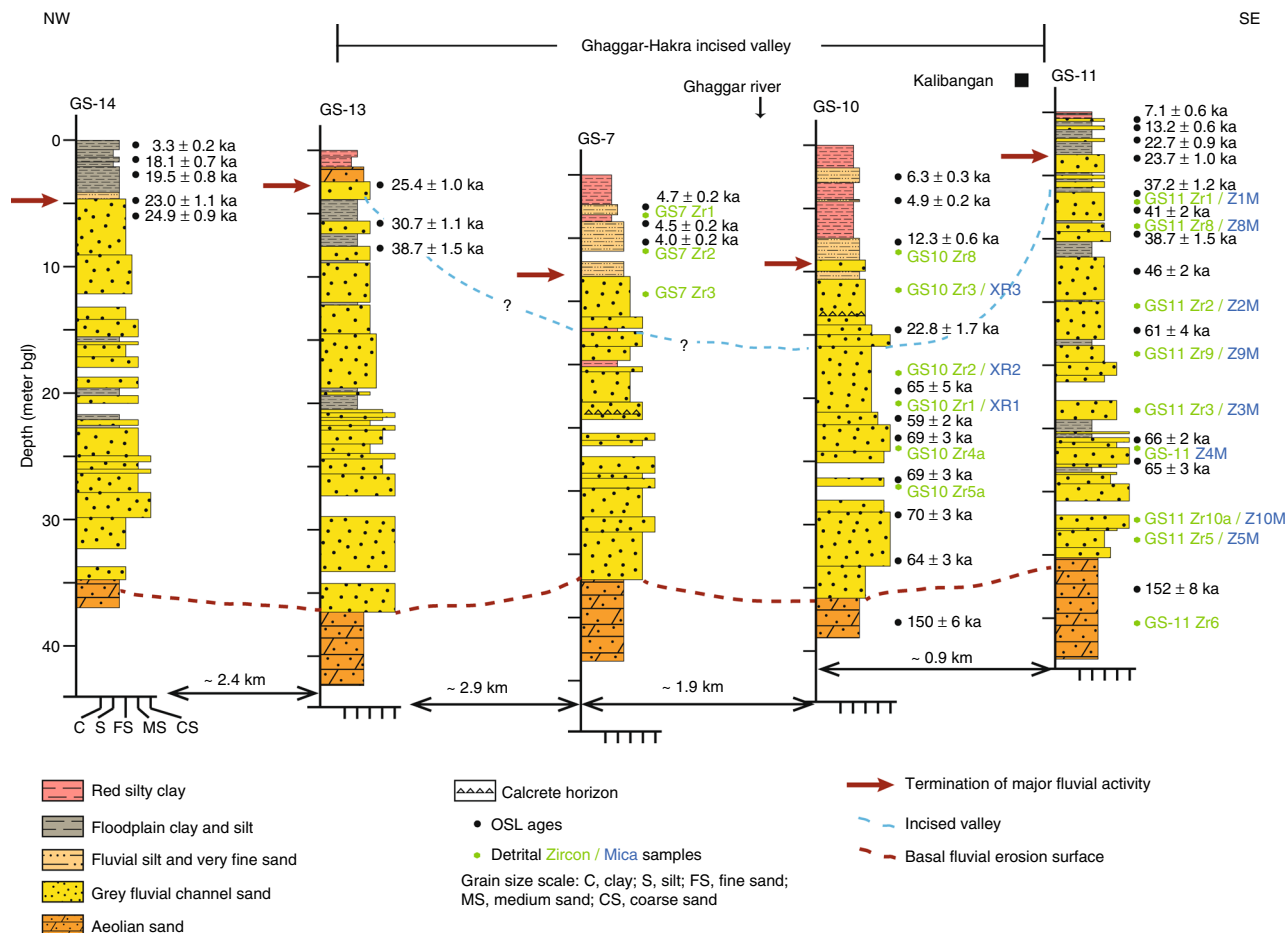 NW
SE
Ghaggar-Hakra incised valley
Ghaggar river
Kalibangan
GS-14
GS-13
GS-7
GS-10
GS-11
Depth (meter bgl)
0
10
20
30
40
3.3 ± 0.2 ka
18.1 ± 0.7 ka
19.5 ± 0.8 ka
23.0 ± 1.1 ka
24.9 ± 0.9 ka
25.4 ± 1.0 ka
30.7 ± 1.1 ka
38.7 ± 1.5 ka
?
?
4.7 ± 0.2 ka
GS7 Zr1
4.5 ± 0.2 ka
4.0 ± 0.2 ka
GS7 Zr2
GS7 Zr3
6.3 ± 0.3 ka
4.9 ± 0.2 ka
12.3 ± 0.6 ka
GS10 Zr8
GS10 Zr3 / XR3
22.8 ± 1.7 ka
GS10 Zr2 / XR2
65 ± 5 ka
GS10 Zr1 / XR1
59 ± 2 ka
69 ± 3 ka
GS10 Zr4a
69 ± 3 ka
GS10 Zr5a
70 ± 3 ka
64 ± 3 ka
150 ± 6 ka
7.1 ± 0.6 ka
13.2 ± 0.6 ka
22.7 ± 0.9 ka
23.7 ± 1.0 ka
37.2 ± 1.2 ka
GS11 Zr1 / Z1M
41 ± 2 ka
GS11 Zr8 / Z8M
38.7 ± 1.5 ka
46 ± 2 ka
GS11 Zr2 / Z2M
61 ± 4 ka
GS11 Zr9 / Z9M
GS11 Zr3 / Z3M
66 ± 2 ka
GS-11 Z4M
65 ± 3 ka
GS11 Zr10a / Z10M
GS11 Zr5 / Z5M
152 ± 8 ka
GS-11 Zr6
~ 2.4 km
~ 2.9 km
~ 1.9 km
~ 0.9 km
C S FS MS CS
Red silty clay
Floodplain clay and silt
Fluvial silt and very fine sand
Grey fluvial channel sand
Aeolian sand
Calcrete horizon
OSL ages
Detrital Zircon / Mica samples
Grain size scale: C, clay; S, silt; FS, fine sand;
MS, medium sand; CS, coarse sand
Termination of major fluvial activity
Incised valley
Basal fluvial erosion surface